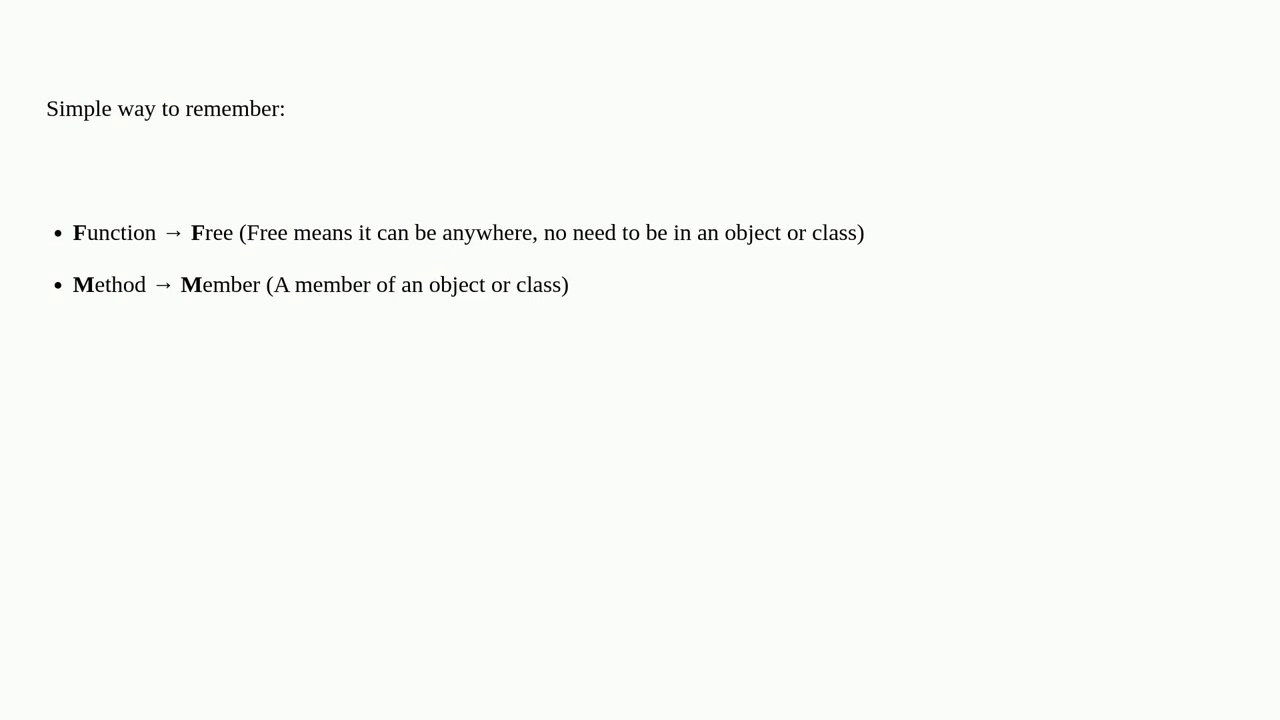 Simple way to remember:
• Function → Free (Free means it can be anywhere, no need to be in an object or class)
• Method → Member (A member of an object or class)